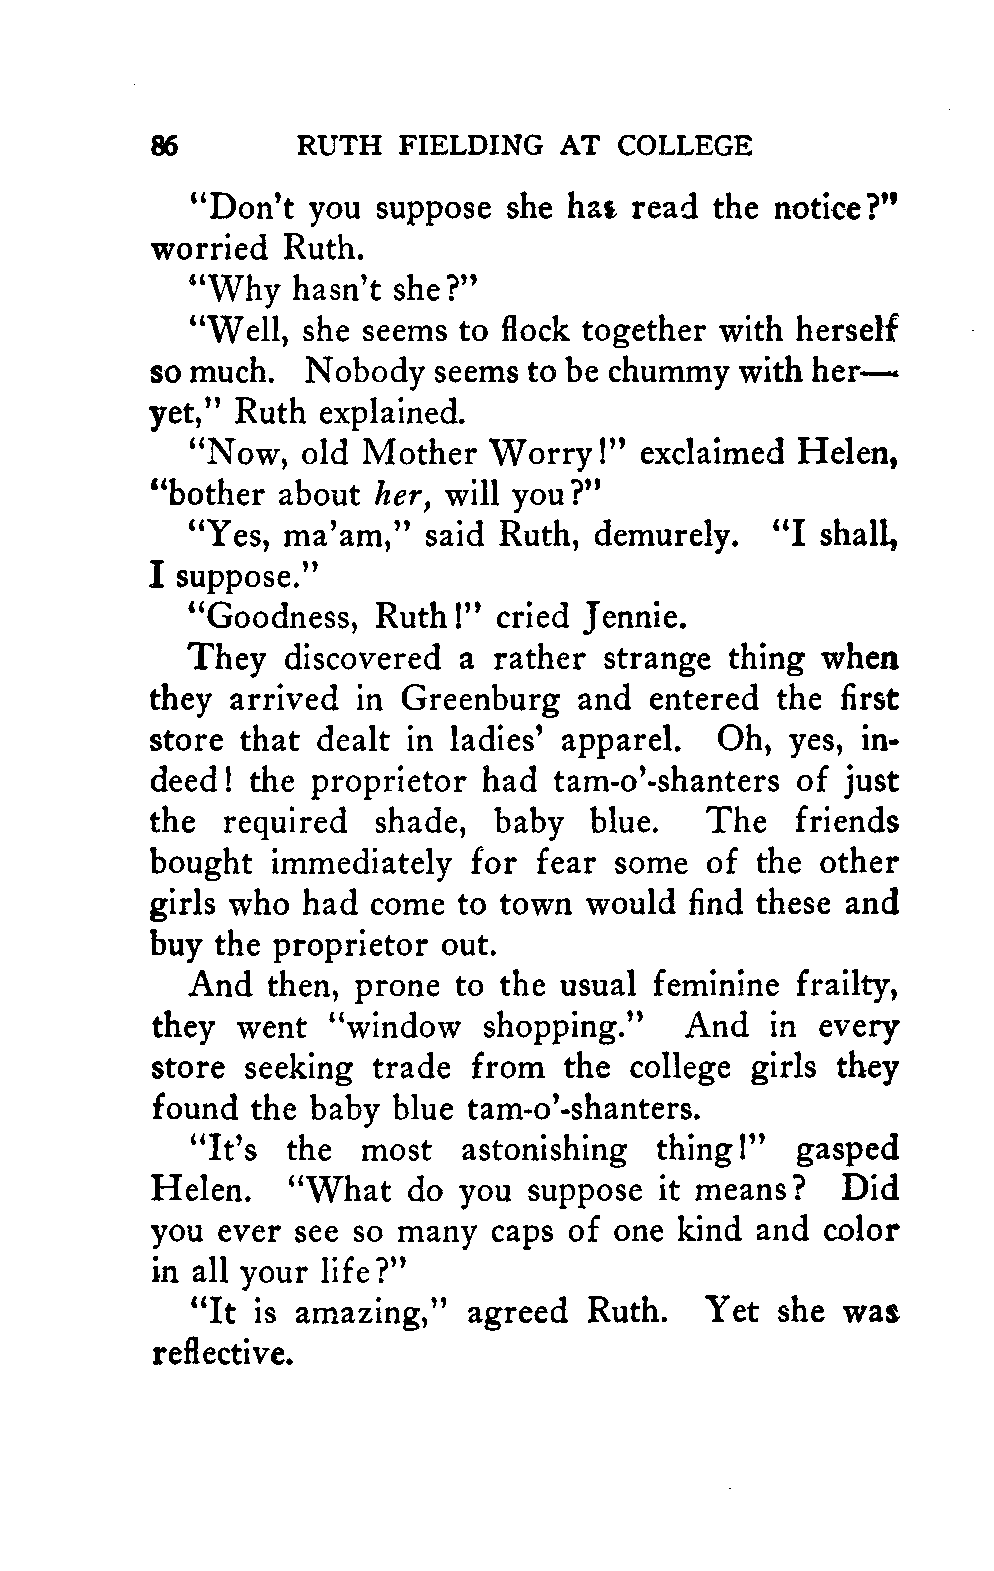 86 RUTH FIELDING AT COLLEGE
“Don’t you suppose she has read the notice?”
worried Ruth.
“Why hasn’t she?”
“Well, she seems to flock together with herself
so much. Nobody seems to be chummy with her—
yet,” Ruth explained.
“Now, old Mother Worry!” exclaimed Helen,
“bother about her, will you?”
“Yes, ma’am,” said Ruth, demurely. “I shall,
I suppose.”
“Goodness, Ruth!” cried Jennie.
They discovered a rather strange thing when
they arrived in Greenburg and entered the first
store that dealt in ladies’ apparel. Oh, yes, in-
deed! the proprietor had tam-o’-shanters of just
the required shade, baby blue. The friends
bought immediately for fear some of the other
girls who had come to town would find these and
buy the proprietor out.
And then, prone to the usual feminine frailty,
they went “window shopping.” And in every
store seeking trade from the college girls they
found the baby blue tam-o’-shanters.
“It’s the most astonishing thing!” gasped
Helen. “What do you suppose it means? Did
you ever see so many caps of one kind and color
in all your life?”
“It is amazing,” agreed Ruth. Yet she was
reflective.